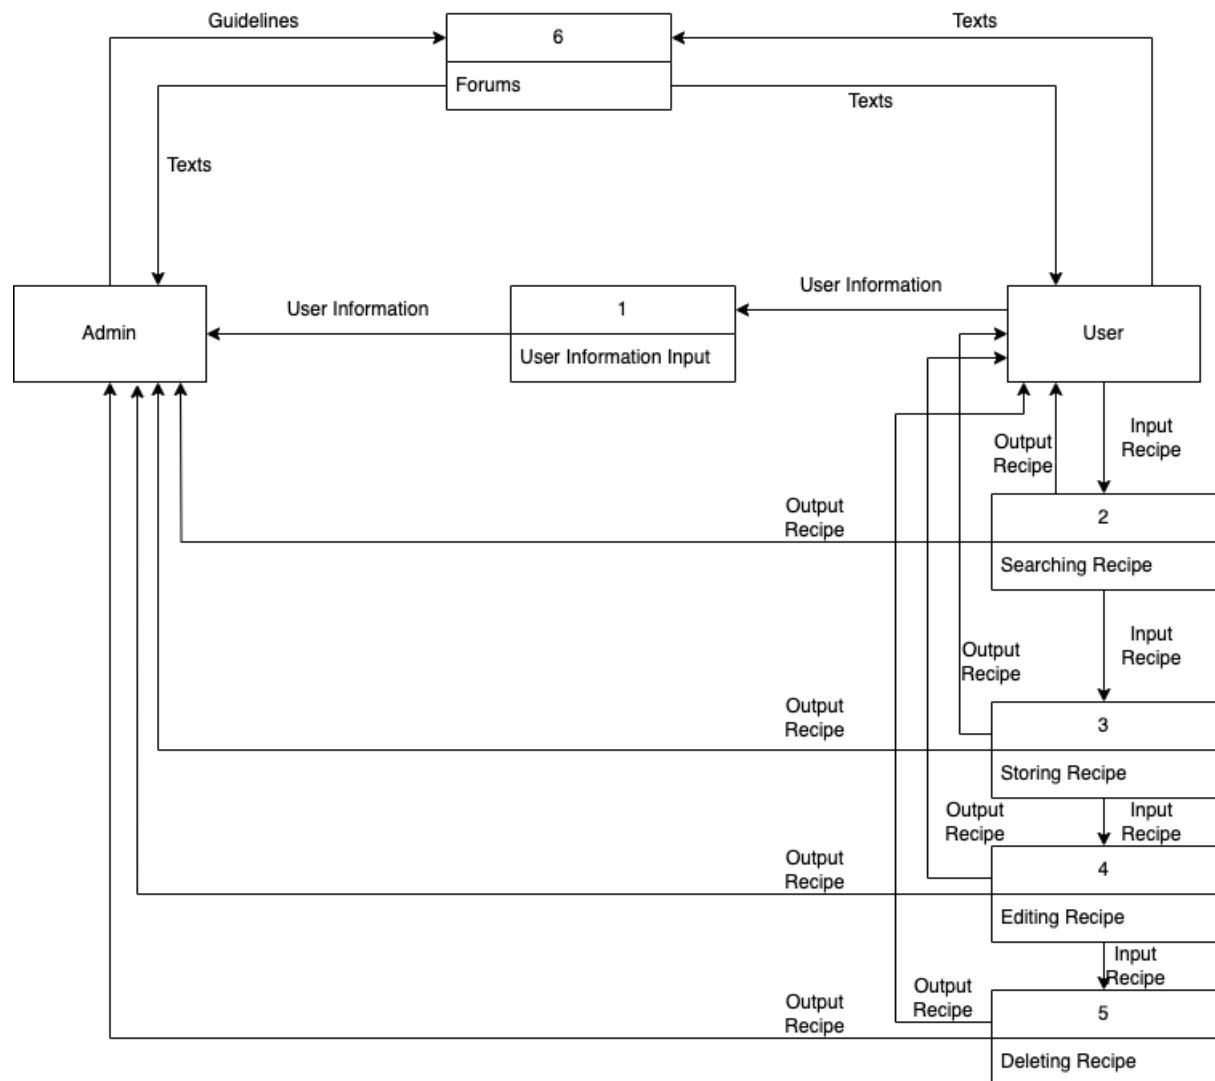 Guidelines
6
Texts
Forums
Texts
Texts
User Information
User Information
1
Admin
User
User Information Input
Output
Recipe
Input
Recipe
Output
Recipe
2
Searching Recipe
Output
Recipe
Input
Recipe
Output
Recipe
3
Storing Recipe
Output
Recipe
Input
Recipe
Output
Recipe
4
Editing Recipe
Input
Recipe
Output
Recipe
Output
Recipe
5
Deleting Recipe